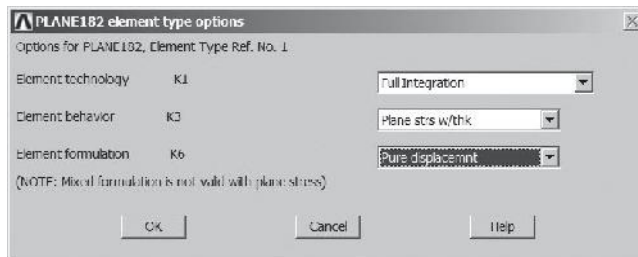 PLANE182 element type options
Options for PLANE182, Element Type Ref. No. 1
Element technology K1 Full Integration
Element behavior K3 Plane strs w/thk
Element formulation K6 Pure displacemnt
(NOTE: Mixed formulation is not valid with plane stress)
OK Cancel Help